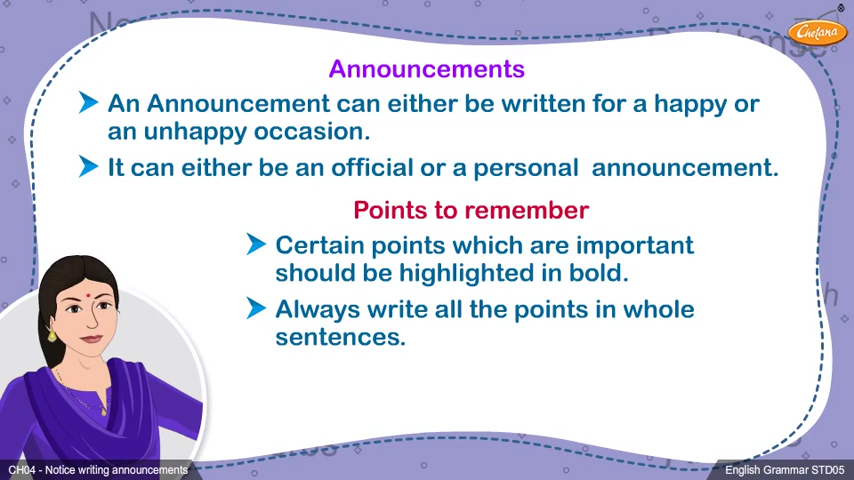 Chetana
Announcements
An Announcement can either be written for a happy or
an unhappy occasion.
It can either be an official or a personal announcement.
Points to remember
Certain points which are important
should be highlighted in bold.
Always write all the points in whole
sentences.
CH04 - Notice writing announcements
English Grammar STD05